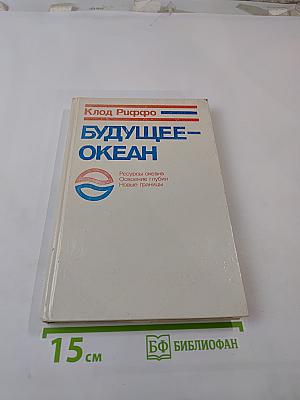 Клод Риффо
БУДУЩЕЕ—
ОКЕАН
Ресурсы океана
Освоение глубин
Новые границы
15 см
БФ БИБЛИОФАН